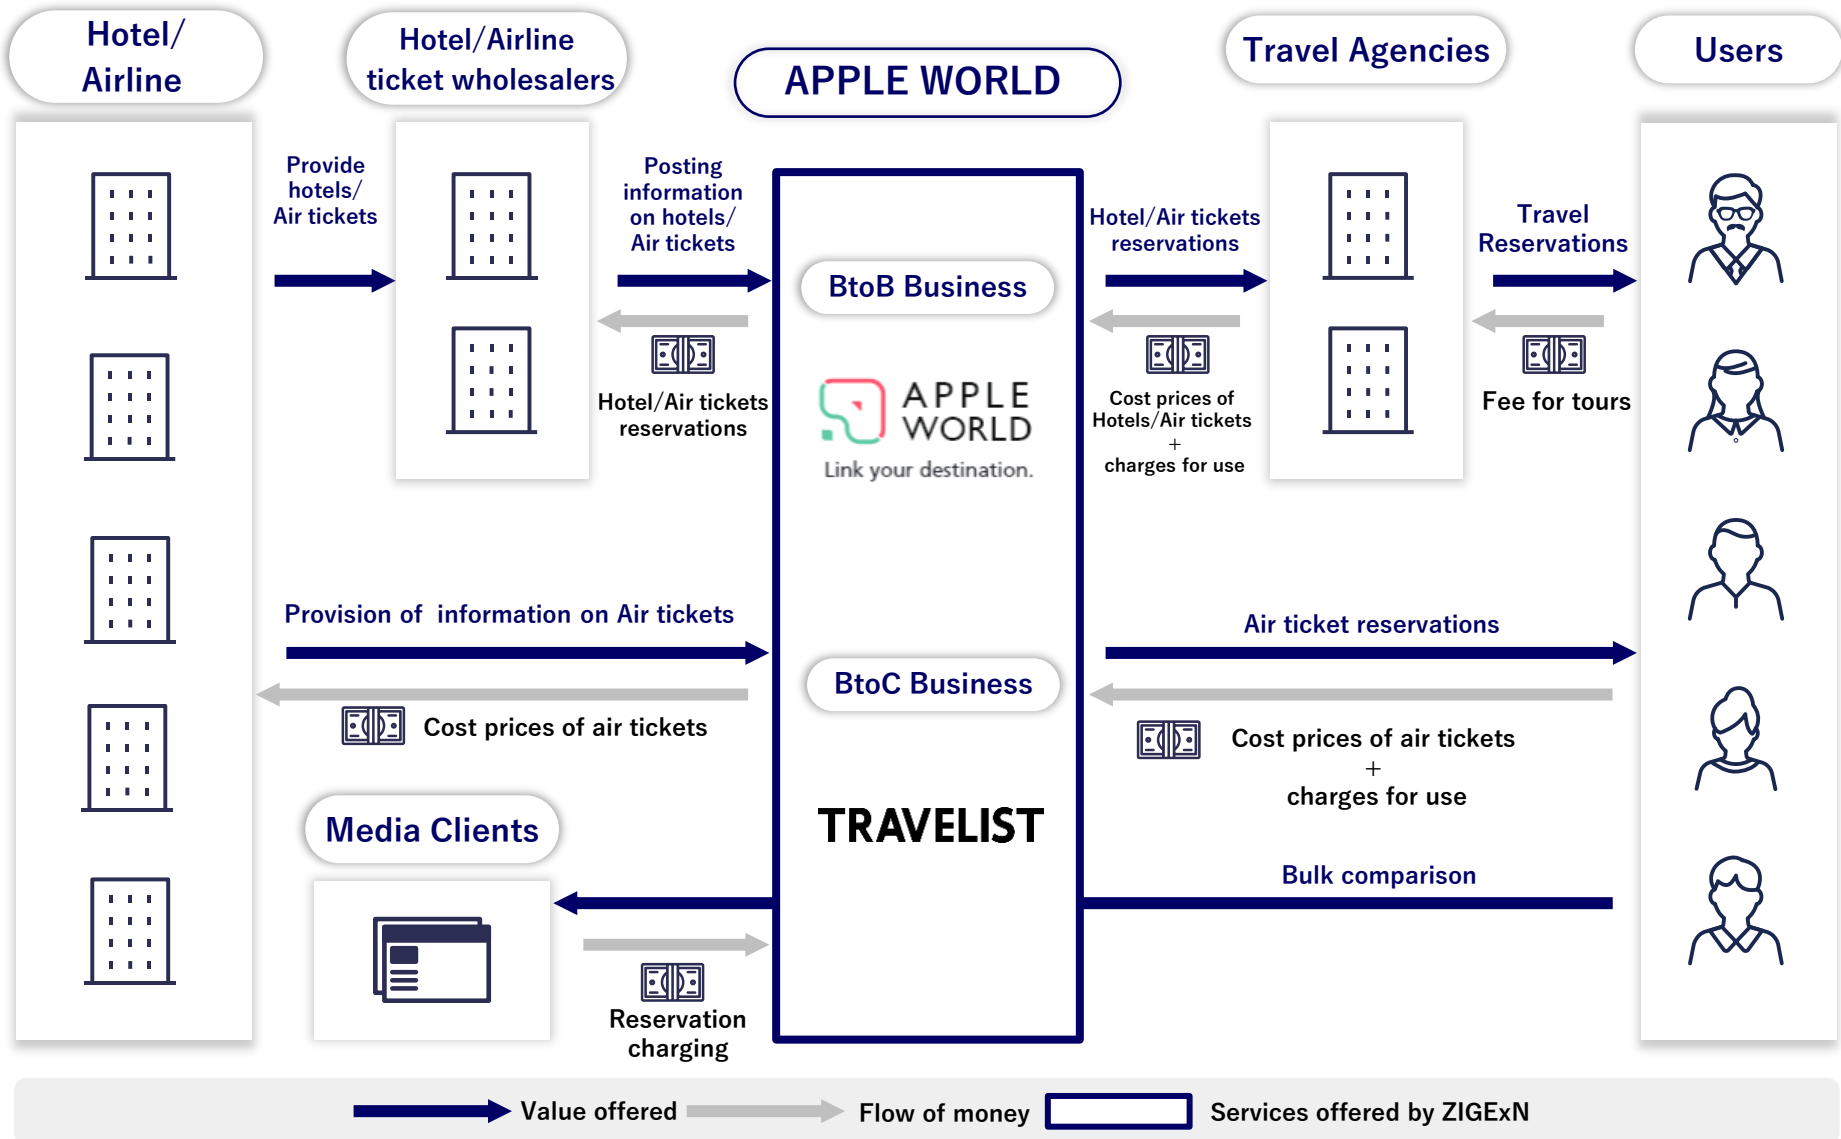 Hotel/
Airline
Hotel/Airline
ticket wholesalers
APPLE WORLD
Travel Agencies
Users
Provide
hotels/
Air tickets
Posting
information
on hotels/
Air tickets
Hotel/Air tickets
reservations
Travel
Reservations
BtoB Business
Hotel/Air tickets
reservations
APPLE
WORLD
Link your destination.
Cost prices of
Hotels/Air tickets
+
charges for use
Fee for tours
Provision of information on Air tickets
Air ticket reservations
BtoC Business
Cost prices of air tickets
Cost prices of air tickets
+
charges for use
Media Clients
TRAVELIST
Bulk comparison
Reservation
charging
Value offered
Flow of money
Services offered by ZIGExN